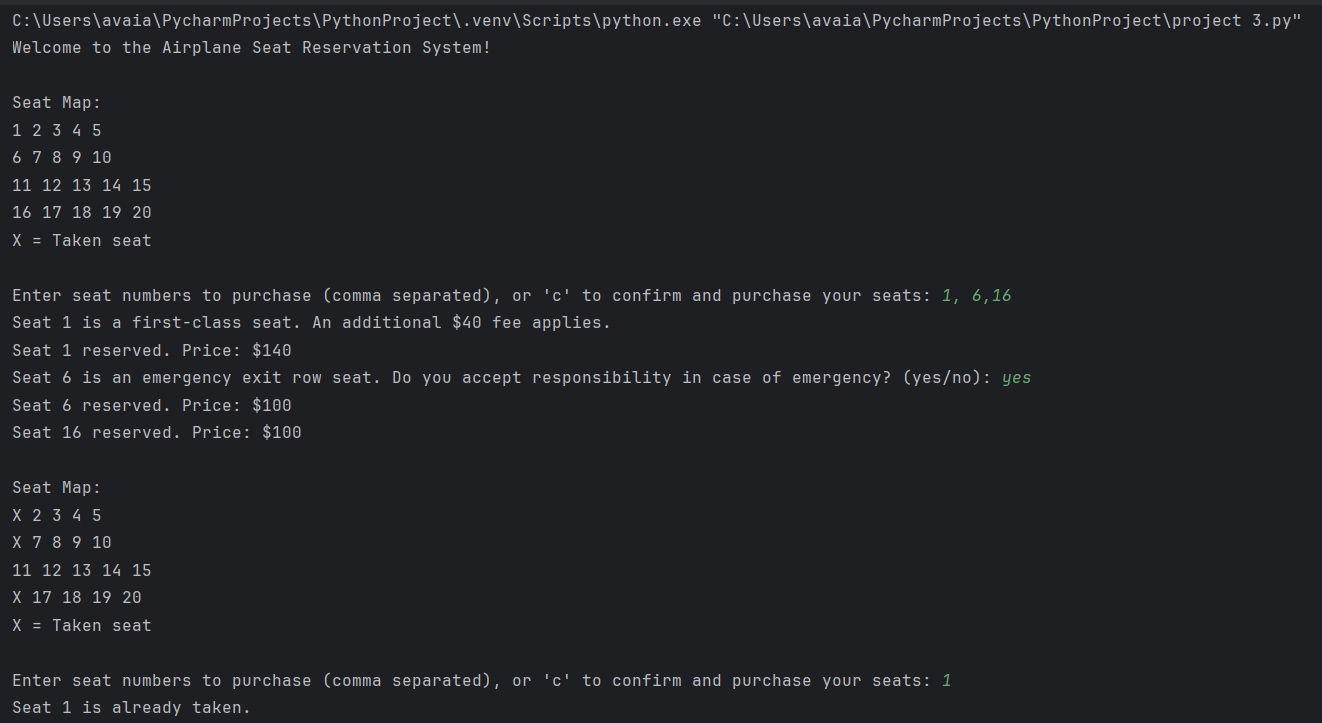 C:\Users\avaia\PycharmProjects\PythonProject\.venv\Scripts\python.exe "C:\Users\avaia\PycharmProjects\PythonProject\project 3.py"
Welcome to the Airplane Seat Reservation System!
Seat Map:
1 2 3 4 5
6 7 8 9 10
11 12 13 14 15
16 17 18 19 20
X = Taken seat
Enter seat numbers to purchase (comma separated), or 'c' to confirm and purchase your seats: 1, 6,16
Seat 1 is a first-class seat. An additional $40 fee applies.
Seat 1 reserved. Price: $140
Seat 6 is an emergency exit row seat. Do you accept responsibility in case of emergency? (yes/no): yes
Seat 6 reserved. Price: $100
Seat 16 reserved. Price: $100
Seat Map:
X 2 3 4 5
X 7 8 9 10
11 12 13 14 15
X 17 18 19 20
X = Taken seat
Enter seat numbers to purchase (comma separated), or 'c' to confirm and purchase your seats: 1
Seat 1 is already taken.